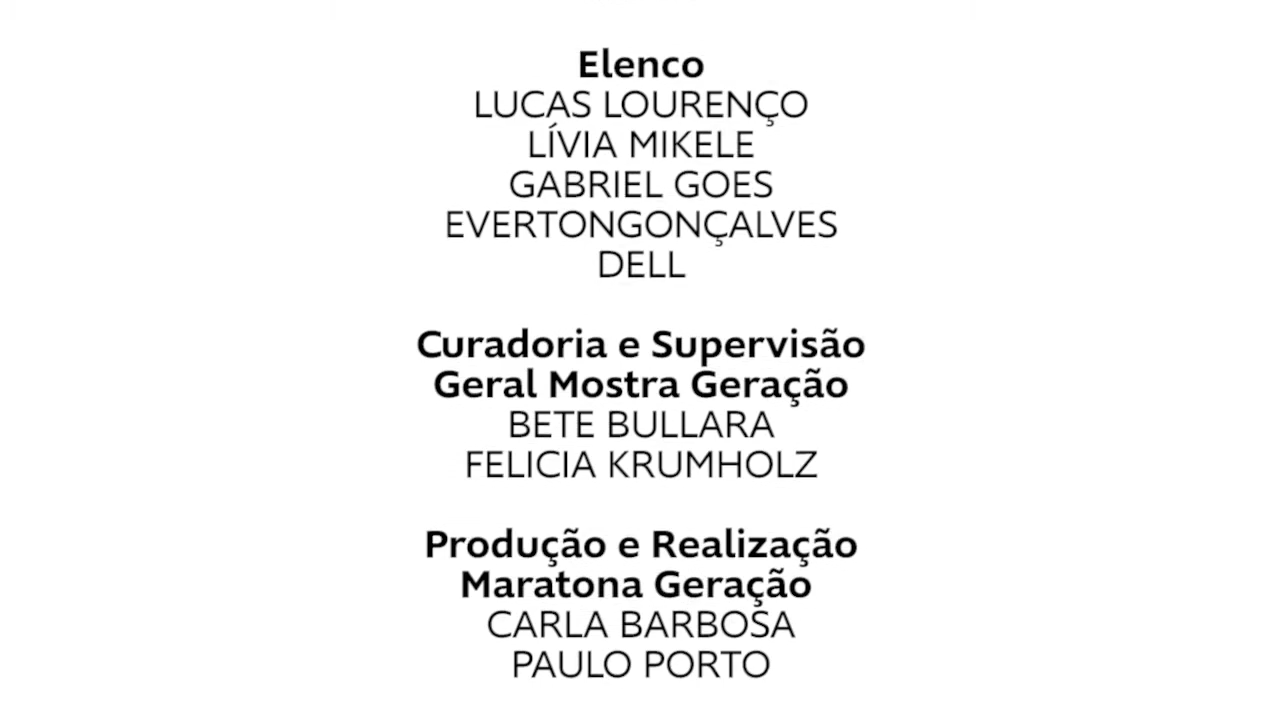 Elenco
LUCAS LOURENÇO
LÍVIA MIKELE
GABRIEL GOES
EVERTONGONÇALVES
DELL
Curadoria e Supervisão
Geral Mostra Geração
BETE BULLARA
FELICIA KRUMHOLZ
Produção e Realização
Maratona Geração
CARLA BARBOSA
PAULO PORTO